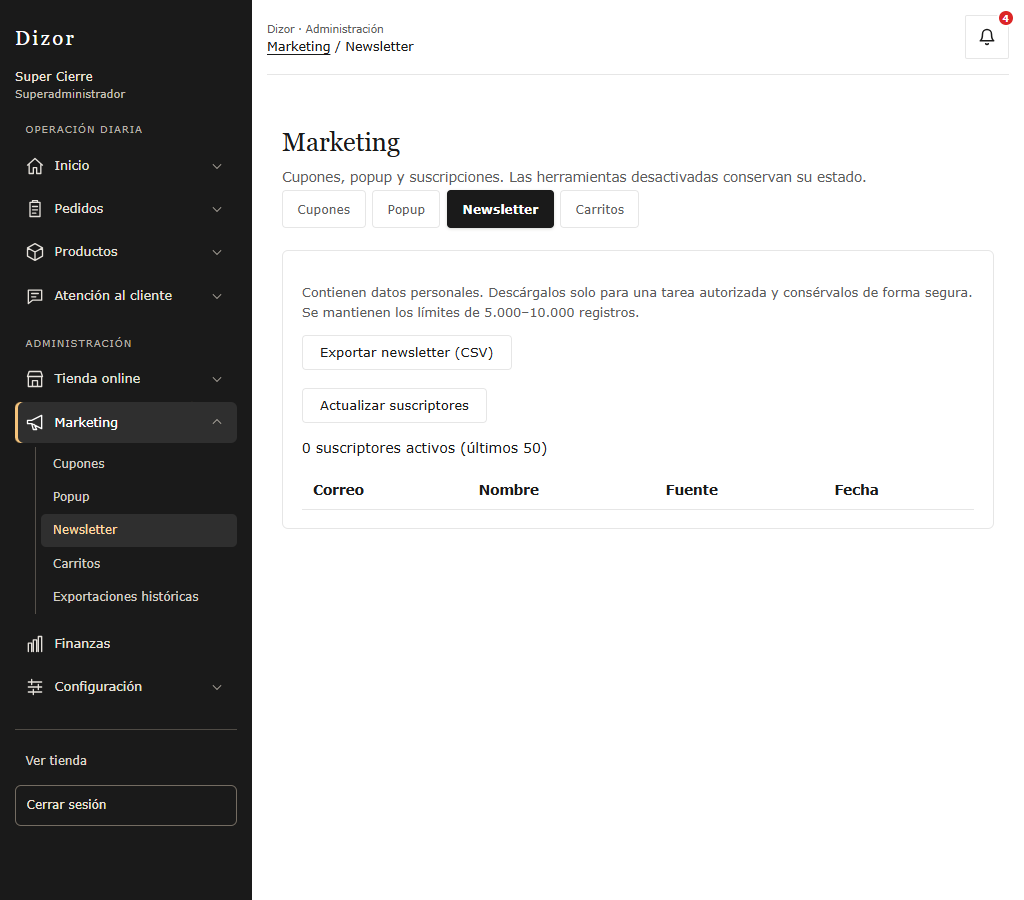 Dizor
Super Cierre
Superadministrador
OPERACIÓN DIARIA
Inicio
Pedidos
Productos
Atención al cliente
ADMINISTRACIÓN
Tienda online
Marketing
Cupones
Popup
Newsletter
Carritos
Exportaciones históricas
Finanzas
Configuración
Ver tienda
Cerrar sesión
Dizor · Administración
Marketing / Newsletter
4
Marketing
Cupones, popup y suscripciones. Las herramientas desactivadas conservan su estado.
Cupones Popup Newsletter Carritos
Contienen datos personales. Descárgalos solo para una tarea autorizada y consérvalos de forma segura.
Se mantienen los límites de 5.000–10.000 registros.
Exportar newsletter (CSV)
Actualizar suscriptores
0 suscriptores activos (últimos 50)
Correo Nombre Fuente Fecha